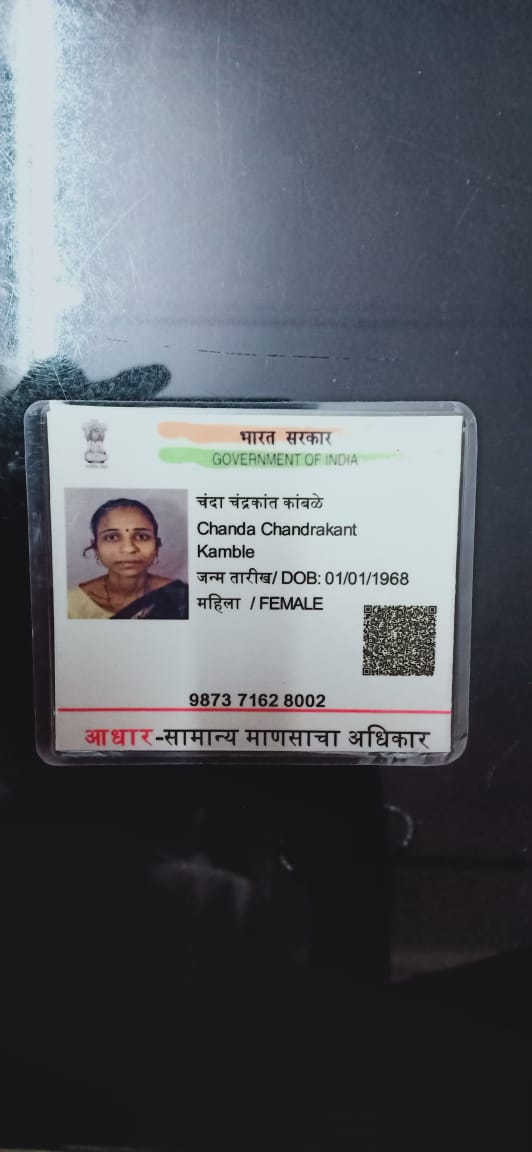 भारत सरकार
GOVERNMENT OF INDIA
चंदा चंद्रकांत कांबळे
Chanda Chandrakant
Kamble
जन्म तारीख/ DOB: 01/01/1968
महिला / FEMALE
9873 7162 8002
आधार-सामान्य माणसाचा अधिकार